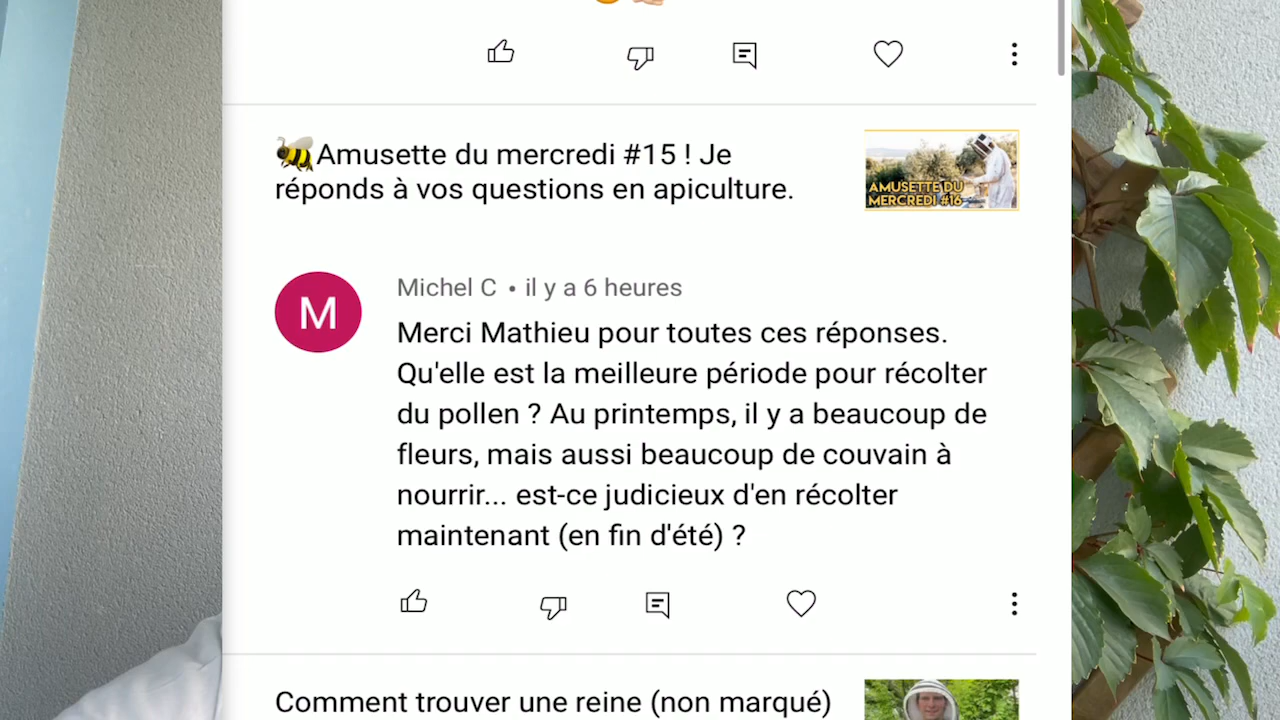 Amusette du mercredi #15 ! Je
réponds à vos questions en apiculture.
AMUSETTE DU
MERCREDI #16
M
Michel C • il y a 6 heures
Merci Mathieu pour toutes ces réponses.
Qu'elle est la meilleure période pour récolter
du pollen ? Au printemps, il y a beaucoup de
fleurs, mais aussi beaucoup de couvain à
nourrir... est-ce judicieux d'en récolter
maintenant (en fin d'été) ?
Comment trouver une reine (non marqué)